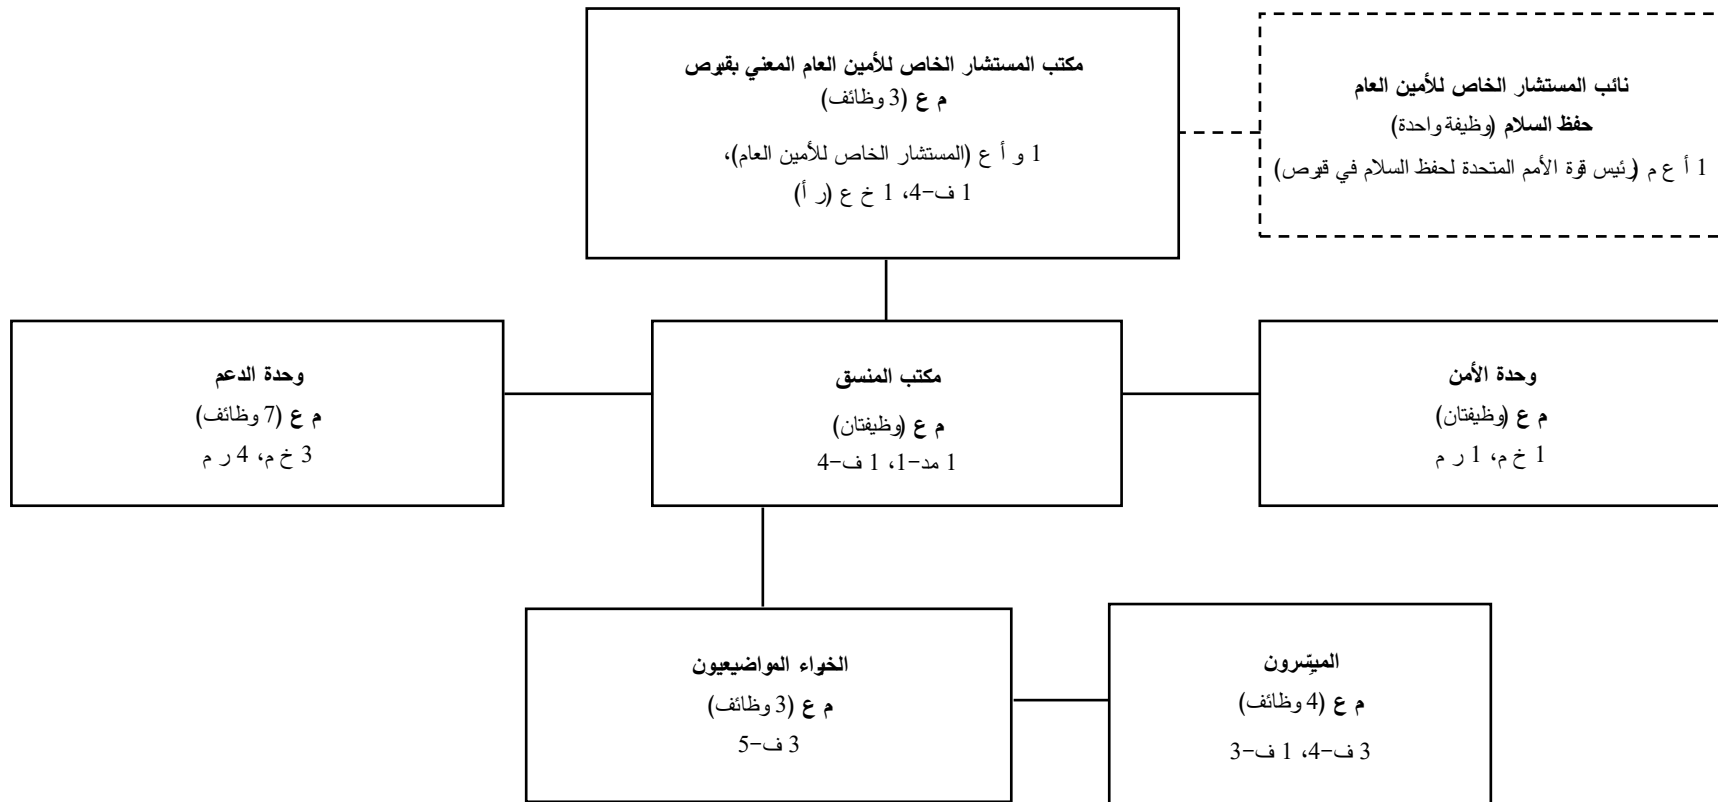 مكتب المستشار الخاص للأمين العام المعني بقبرص
م ع (3 وظائف)
1 و أ ع (المستشار الخاص للأمين العام)،
1 ف-4، 1 خ ع (ر أ)
نائب المستشار الخاص للأمين العام
حفظ السلام (وظيفة واحدة)
1 أ ع م (رئيس قوة الأمم المتحدة لحفظ السلام في قبرص)
وحدة الأمن
م ع (وظيفتان)
1 خ م، 1 ر م
مكتب المنسق
م ع (وظيفتان)
1 مد-1، 1 ف-4
وحدة الدعم
م ع (7 وظائف)
3 خ م، 4 ر م
الميسِّرون
م ع (4 وظائف)
3 ف-4، 1 ف-3
الخبراء المواضيعيون
م ع (3 وظائف)
3 ف-5